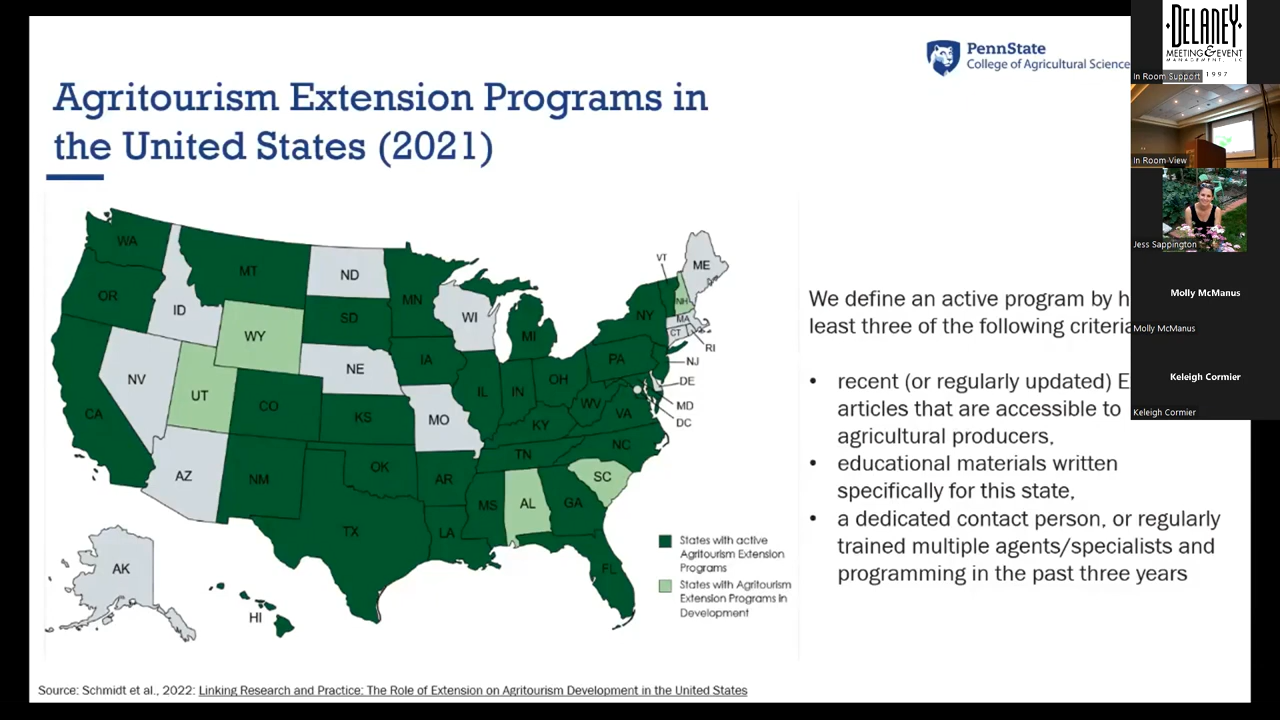 PennState
College of Agricultural Science
Agritourism Extension Programs in
the United States (2021)
WA
OR
CA
NV
ID
MT
WY
UT
AZ
CO
NM
ND
SD
NE
KS
OK
TX
MN
IA
MO
AR
LA
WI
IL
IN
MI
OH
KY
TN
MS
AL
GA
FL
SC
NC
VA
WV
PA
NY
VT
NH
ME
MA
CT
RI
NJ
DE
MD
DC
AK
HI
States with active
Agritourism Extension
Programs
States with Agritourism
Extension Programs in
Development
We define an active program by h
least three of the following criteria
• recent (or regularly updated) E
articles that are accessible to
agricultural producers,
• educational materials written
specifically for this state,
• a dedicated contact person, or regularly
trained multiple agents/specialists and
programming in the past three years
Source: Schmidt et al., 2022: Linking Research and Practice: The Role of Extension on Agritourism Development in the United States
DELANEY
MEETING & EVENT
MANAGEMENT, LLC
1997
In Room Support
In Room View
Jess Sappington
Molly McManus
Molly McManus
Keleigh Cormier
Keleigh Cormier